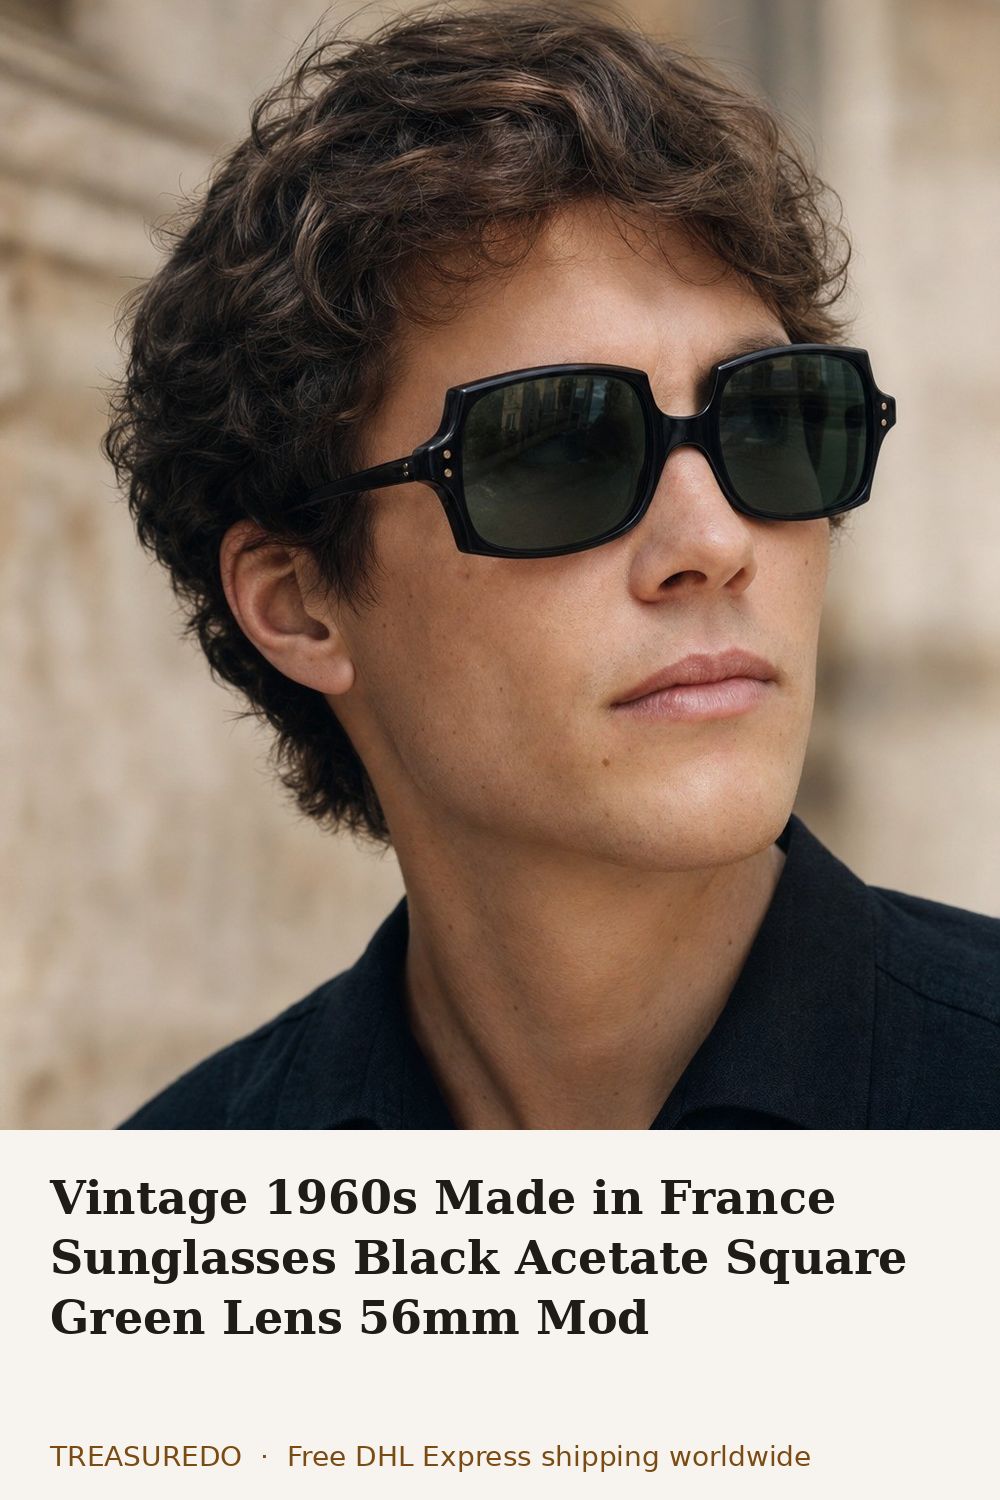 Vintage 1960s Made in France
Sunglasses Black Acetate Square
Green Lens 56mm Mod
TREASUREDO · Free DHL Express shipping worldwide